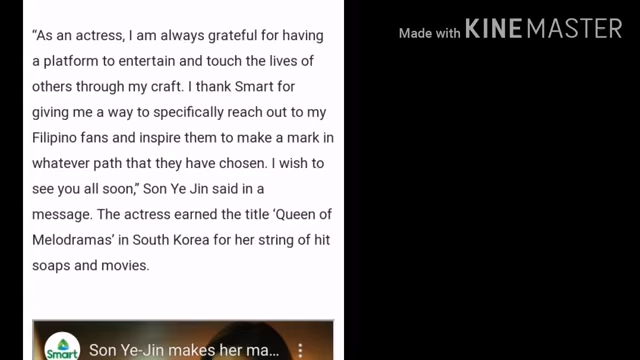 “As an actress, I am always grateful for having
a platform to entertain and touch the lives of
others through my craft. I thank Smart for
giving me a way to specifically reach out to my
Filipino fans and inspire them to make a mark in
whatever path that they have chosen. I wish to
see you all soon,” Son Ye Jin said in a
message. The actress earned the title ‘Queen of
Melodramas’ in South Korea for her string of hit
soaps and movies.
Smart
Son Ye-Jin makes her ma...
Made with KINEMASTER